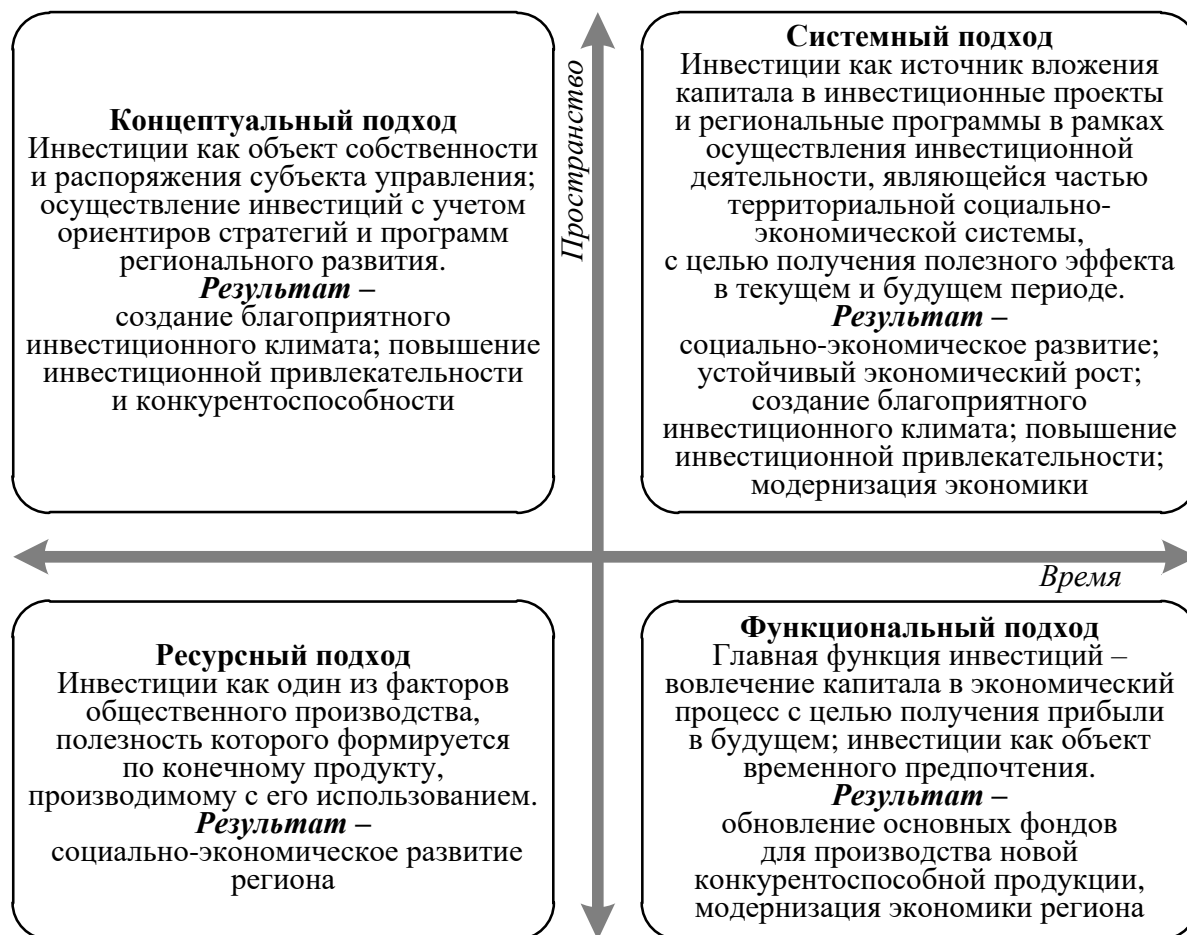 Концептуальный подход
Инвестиции как объект собственности
и распоряжения субъекта управления;
осуществление инвестиций с учетом
ориентиров стратегий и программ
регионального развития.
Результат –
создание благоприятного
инвестиционного климата; повышение
инвестиционной привлекательности
и конкурентоспособности
Пространство
Системный подход
Инвестиции как источник вложения
капитала в инвестиционные проекты
и региональные программы в рамках
осуществления инвестиционной
деятельности, являющейся частью
территориальной социально-
экономической системы,
с целью получения полезного эффекта
в текущем и будущем периоде.
Результат –
социально-экономическое развитие;
устойчивый экономический рост;
создание благоприятного
инвестиционного климата; повышение
инвестиционной привлекательности;
модернизация экономики
Время
Ресурсный подход
Инвестиции как один из факторов
общественного производства,
полезность которого формируется
по конечному продукту,
производимому с его использованием.
Результат –
социально-экономическое развитие
региона
Функциональный подход
Главная функция инвестиций –
вовлечение капитала в экономический
процесс с целью получения прибыли
в будущем; инвестиции как объект
временного предпочтения.
Результат –
обновление основных фондов
для производства новой
конкурентоспособной продукции,
модернизация экономики региона